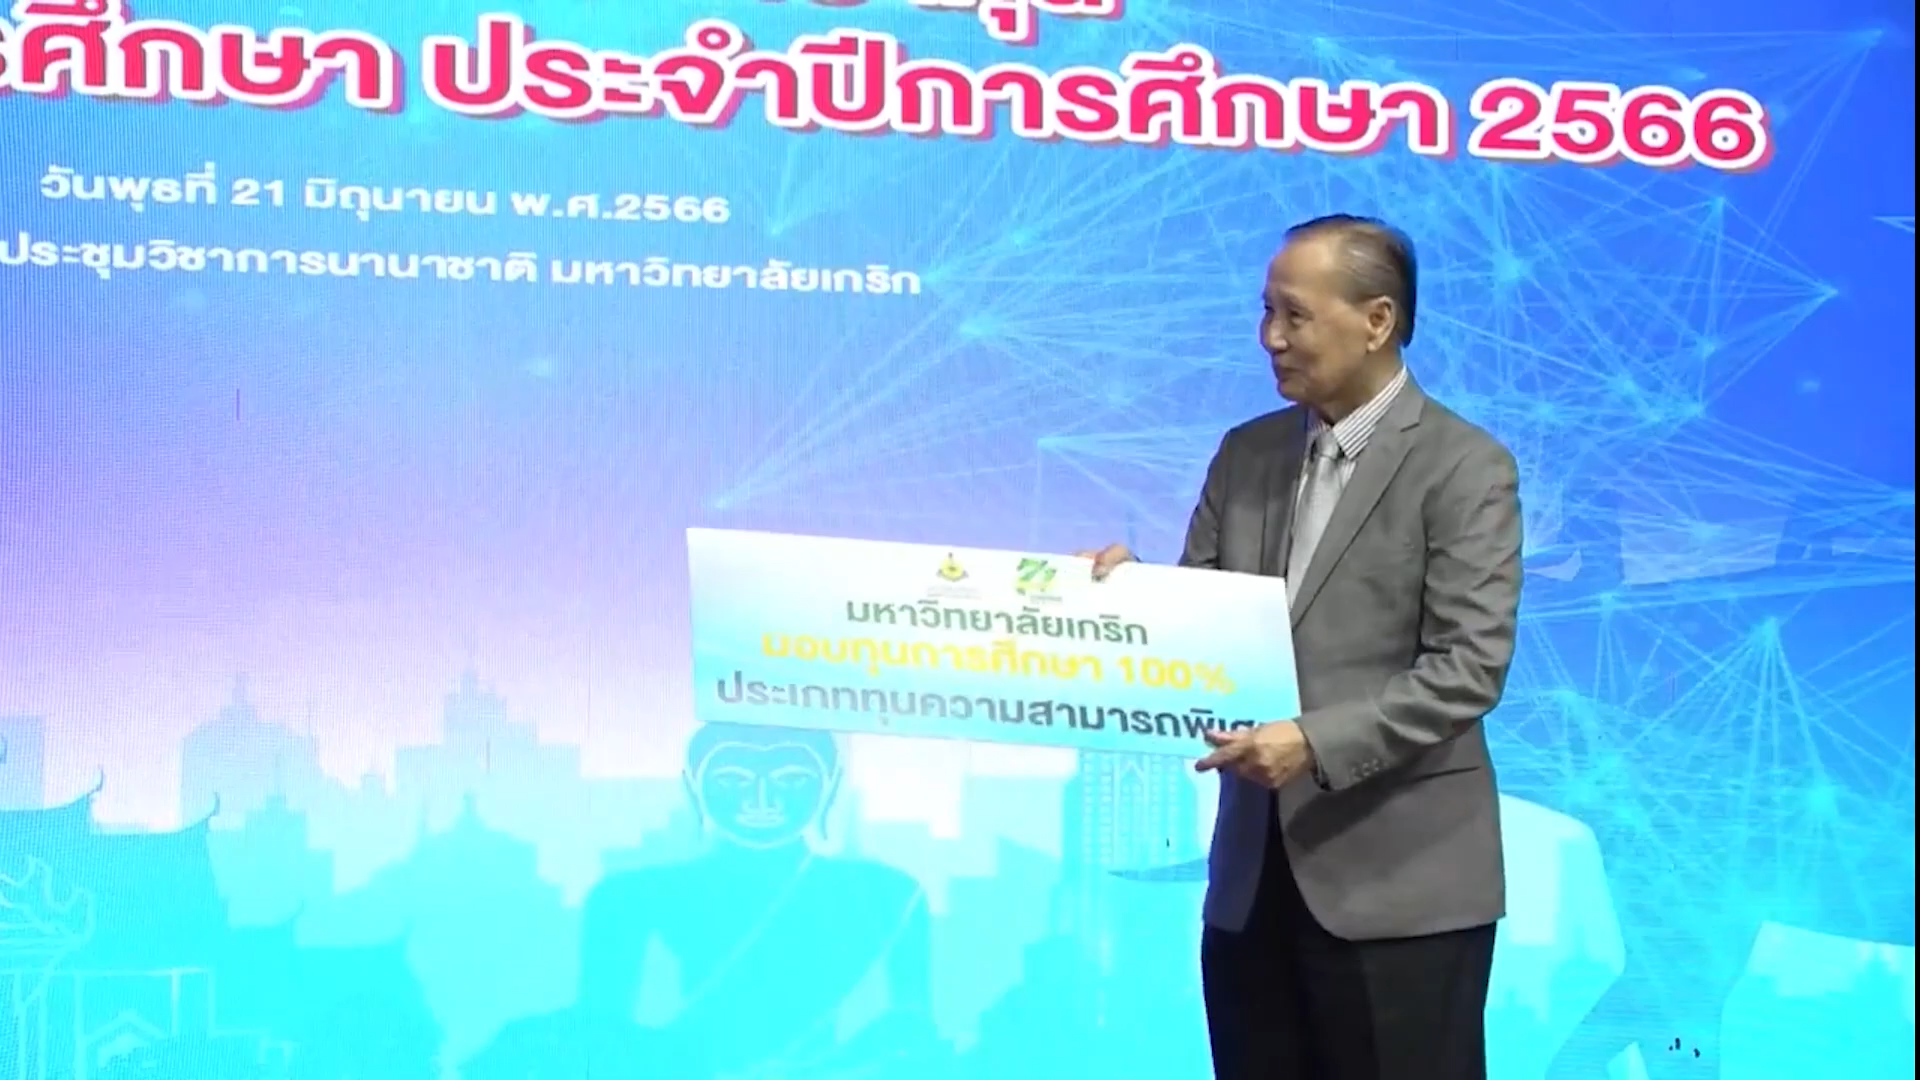 ศึกษา ประจำปีการศึกษา 2566
วันพุธที่ 21 มิถุนายน พ.ศ.2566
ประชุมวิชาการนานาชาติ มหาวิทยาลัยเกริก
มหาวิทยาลัยเกริก
มอบทุนการศึกษา 100%
ประเภททุนความสามารถ